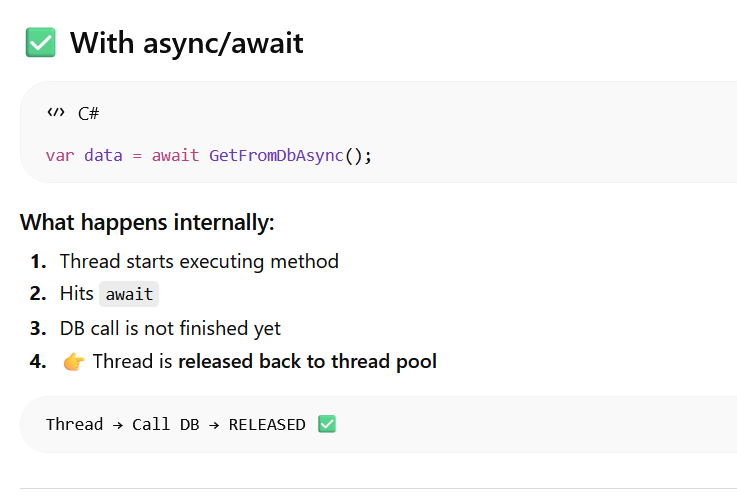 ✅ With async/await
</> C#
var data = await GetFromDbAsync();
What happens internally:
1. Thread starts executing method
2. Hits await
3. DB call is not finished yet
4. 👉 Thread is released back to thread pool
Thread → Call DB → RELEASED ✅